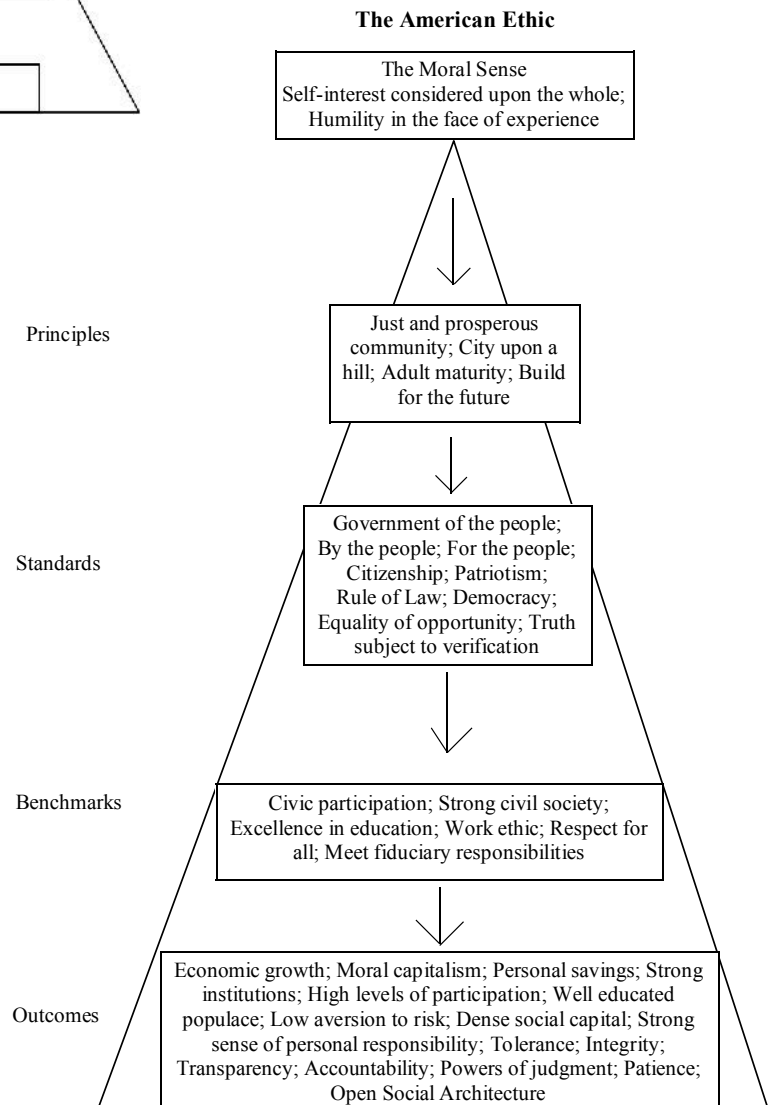 The American Ethic
The Moral Sense
Self-interest considered upon the whole;
Humility in the face of experience
Principles
Just and prosperous
community; City upon a
hill; Adult maturity; Build
for the future
Standards
Government of the people;
By the people; For the people;
Citizenship; Patriotism;
Rule of Law; Democracy;
Equality of opportunity; Truth
subject to verification
Benchmarks
Civic participation; Strong civil society;
Excellence in education; Work ethic; Respect for
all; Meet fiduciary responsibilities
Outcomes
Economic growth; Moral capitalism; Personal savings; Strong
institutions; High levels of participation; Well educated
populace; Low aversion to risk; Dense social capital; Strong
sense of personal responsibility; Tolerance; Integrity;
Transparency; Accountability; Powers of judgment; Patience;
Open Social Architecture